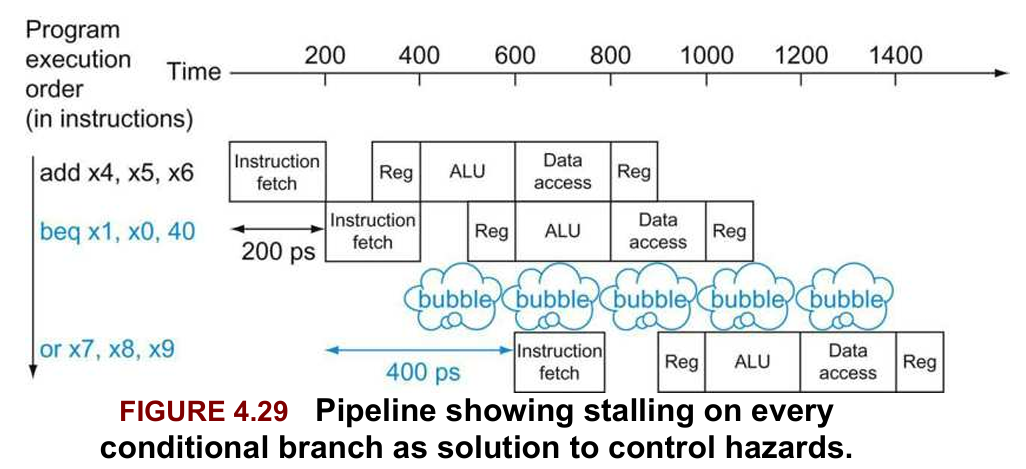 Program
execution
order
(in instructions)
Time
200 400 600 800 1000 1200 1400
add x4, x5, x6
Instruction
fetch
Reg
ALU
Data
access
Reg
beq x1, x0, 40
200 ps
Instruction
fetch
Reg
ALU
Data
access
Reg
bubble bubble bubble bubble bubble
or x7, x8, x9
400 ps
Instruction
fetch
Reg
ALU
Data
access
Reg
FIGURE 4.29 Pipeline showing stalling on every
conditional branch as solution to control hazards.